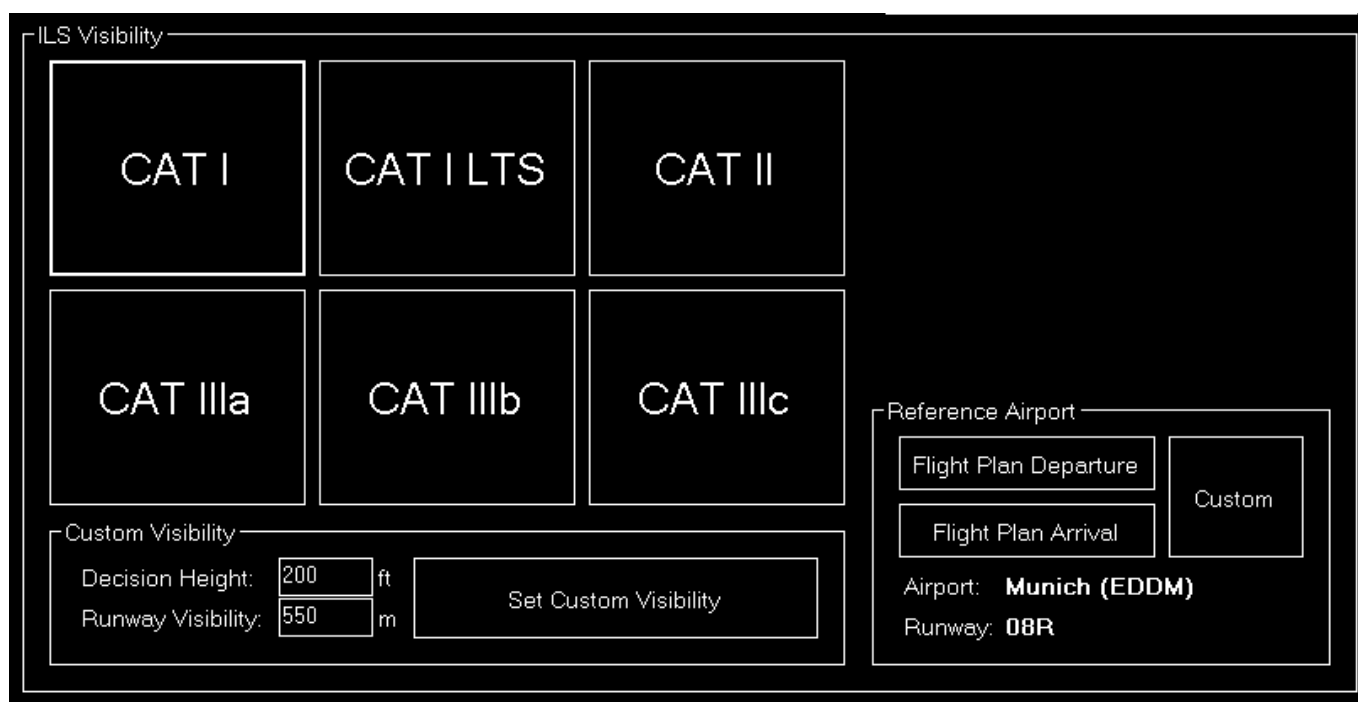 ILS Visibility
CAT I
CAT I LTS
CAT II
CAT IIIa
CAT IIIb
CAT IIIc
Custom Visibility
Decision Height: 200 ft
Runway Visibility: 550 m
Set Custom Visibility
Reference Airport
Flight Plan Departure
Flight Plan Arrival
Custom
Airport: Munich (EDDM)
Runway: 08R